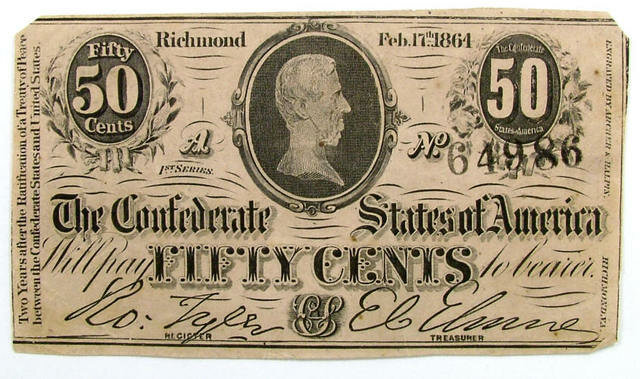 Two Years after the Ratification of a Treaty of Peace
between the Confederate States and United States.
Fifty
50
Cents
Richmond
Feb. 17th 1864
The Confederate
50
States of America
A
1ST SERIES.
No. 64986
The Confederate States of America
Will pay FIFTY CENTS to bearer.
Ro: Tyler
REGISTER
CS
E C Elmore
TREASURER
ENGRAVED BY ARCHER & HALPIN.
RICHMOND, VA.